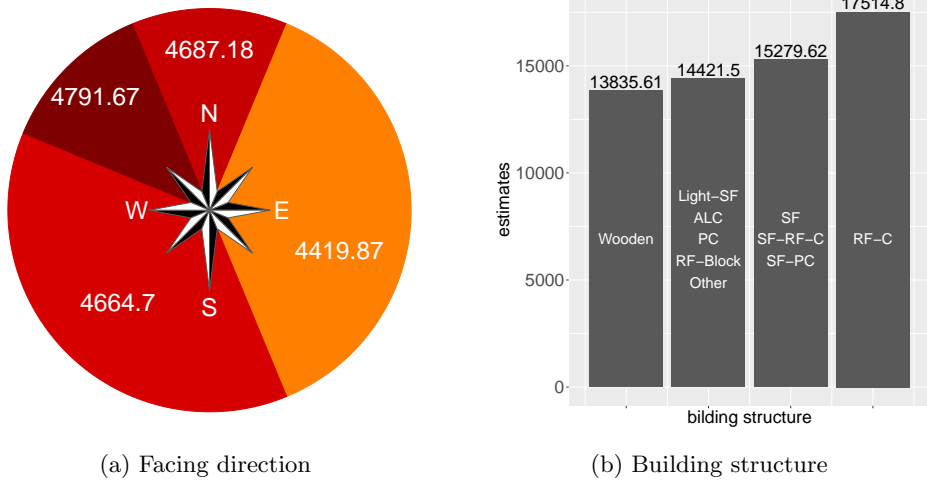 4687.18
4791.67
N
W
E
4419.87
4664.7
S
(a) Facing direction
17514.8
15279.62
14421.5
13835.61
15000
10000
5000
0
estimates
Wooden
Light−SF
ALC
PC
RF−Block
Other
SF
SF−RF−C
SF−PC
RF−C
bilding structure
(b) Building structure